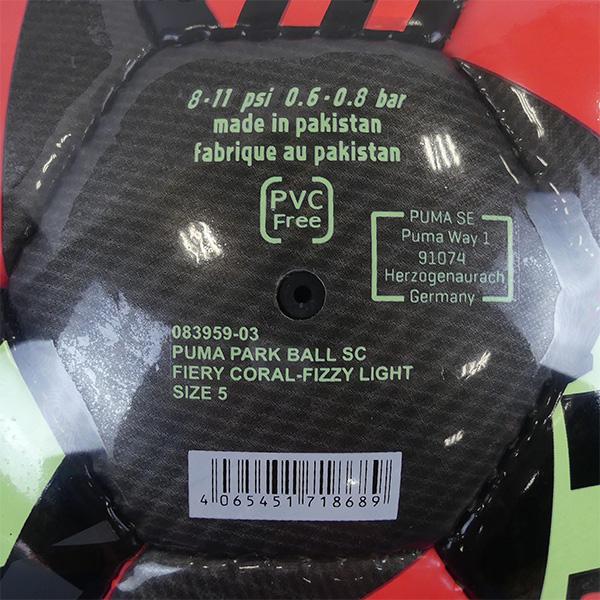 8-11 psi 0.6-0.8 bar
made in pakistan
fabrique au pakistan
PVC
Free
PUMA SE
Puma Way 1
91074
Herzogenaurach
Germany
083959-03
PUMA PARK BALL SC
FIERY CORAL-FIZZY LIGHT
SIZE 5
4 065451 718689